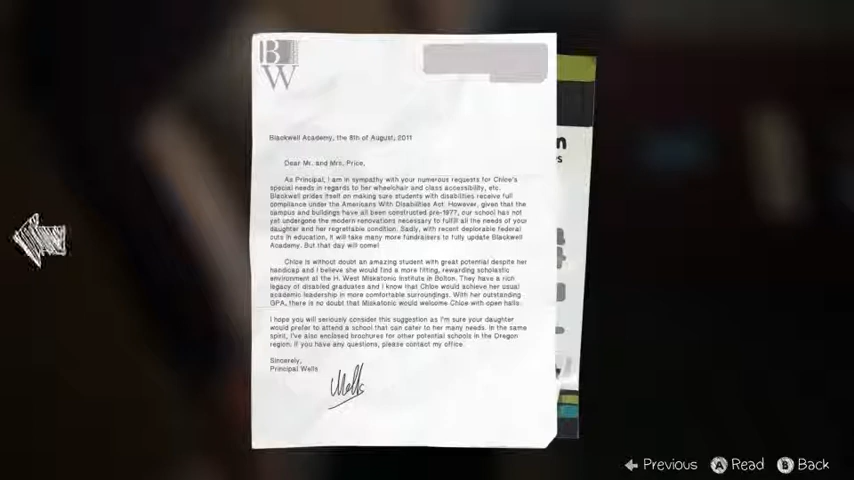 B
W
Blackwell Academy, the 8th of August, 2011
Dear Mr. and Mrs. Price,
As Principal, I am in sympathy with your numerous requests for Chloe's
special needs in regards to her wheelchair and class accessibility, etc.
Blackwell prides itself on making sure students with disabilities receive full
compliance under the Americans With Disabilities Act. However, given that the
campus and buildings have all been constructed pre-1977, our school has not
yet undergone the modern renovations necessary to fulfill all the needs of your
daughter and her regrettable condition. Sadly, with recent deplorable federal
cuts in education, it will take many more fundraisers to fully update Blackwell
Academy. But that day will come!
Chloe is without doubt an amazing student with great potential despite her
handicap and I believe she would find a more fitting, rewarding scholastic
environment at the H. West Miskatonic Institute in Bolton. They have a rich
legacy of disabled graduates and I know that Chloe would achieve her usual
academic leadership in more comfortable surroundings. With her outstanding
GPA, there is no doubt that Miskatonic would welcome Chloe with open halls.
I hope you will seriously consider this suggestion as I'm sure your daughter
would prefer to attend a school that can cater to her many needs. In the same
spirit, I've also enclosed brochures for other potential schools in the Oregon
region. If you have any questions, please contact my office.
Sincerely,
Principal Wells
Wells
Previous A Read B Back